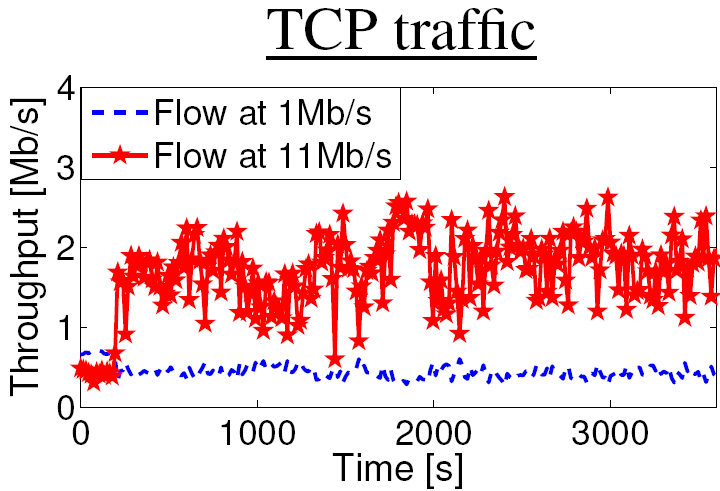 TCP traffic
Throughput [Mb/s]
4
3
2
1
0
Flow at 1Mb/s
Flow at 11Mb/s
0 1000 2000 3000
Time [s]